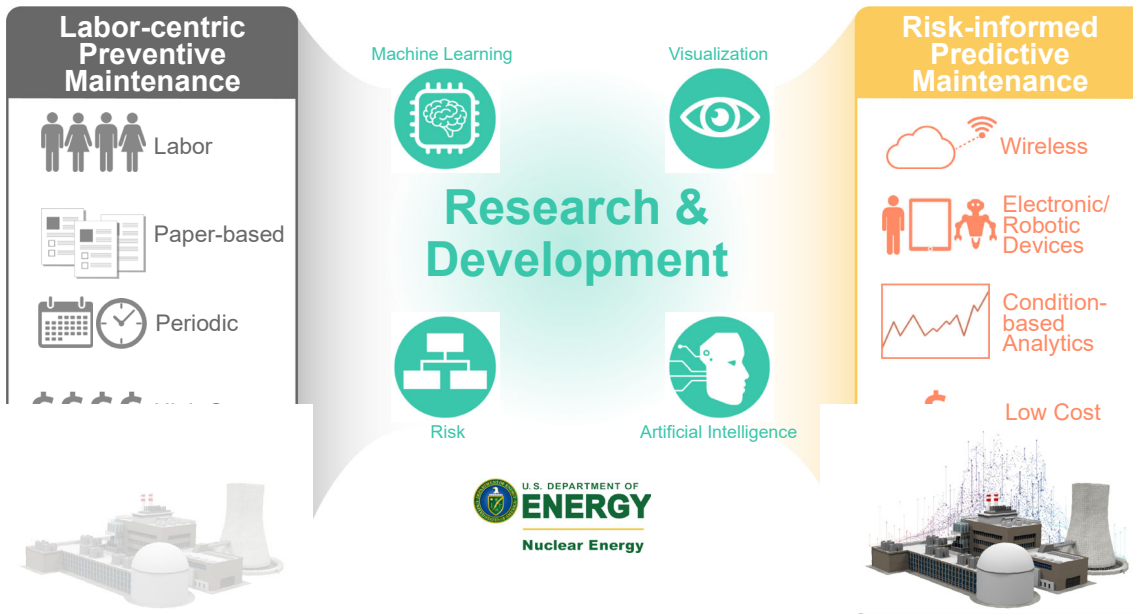 Labor-centric
Preventive
Maintenance
Labor
Paper-based
Periodic
Machine Learning
Visualization
Research &
Development
Risk
Artificial Intelligence
U.S. DEPARTMENT OF
ENERGY
Nuclear Energy
Risk-informed
Predictive
Maintenance
Wireless
Electronic/
Robotic
Devices
Condition-
based
Analytics
Low Cost